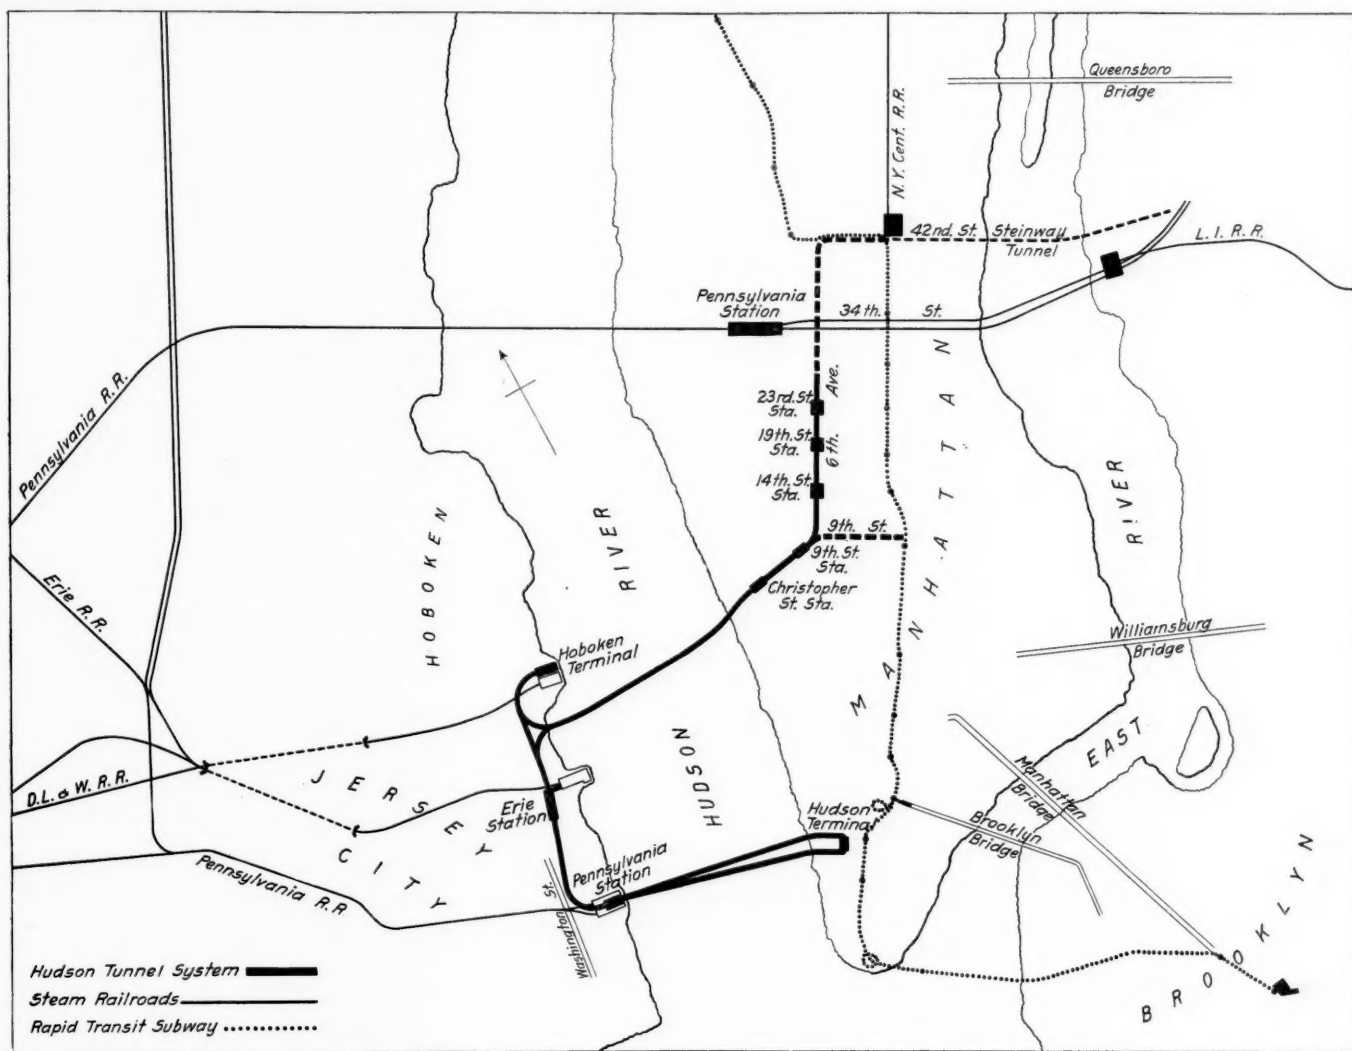 Queensboro
Bridge
N.Y. Cent. R.R.
42nd. St. Steinway
Tunnel
L. I. R. R.
Pennsylvania
Station
34th. St.
Pennsylvania R.R.
23rd. St.
Sta.
19th. St.
Sta.
14th. St.
Sta.
6th. Ave.
9th. St.
9th. St.
Sta.
Christopher
St. Sta.
MANHATTAN
RIVER
EAST
HOBOKEN
RIVER
HUDSON
Erie R.R.
Hoboken
Terminal
Williamsburg
Bridge
D.L. & W. R.R.
JERSEY
CITY
Erie
Station
Hudson
Terminal
Manhattan
Bridge
Brooklyn
Bridge
Pennsylvania
Station
Pennsylvania R.R
Washington St.
BROOKLYN
Hudson Tunnel System
Steam Railroads
Rapid Transit Subway